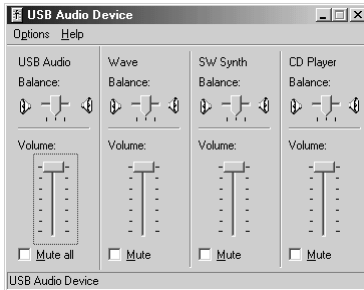 USB Audio Device
Options Help
USB Audio Wave SW Synth CD Player
Balance: Balance: Balance: Balance:
Volume: Volume: Volume: Volume:
Mute all Mute Mute Mute
USB Audio Device